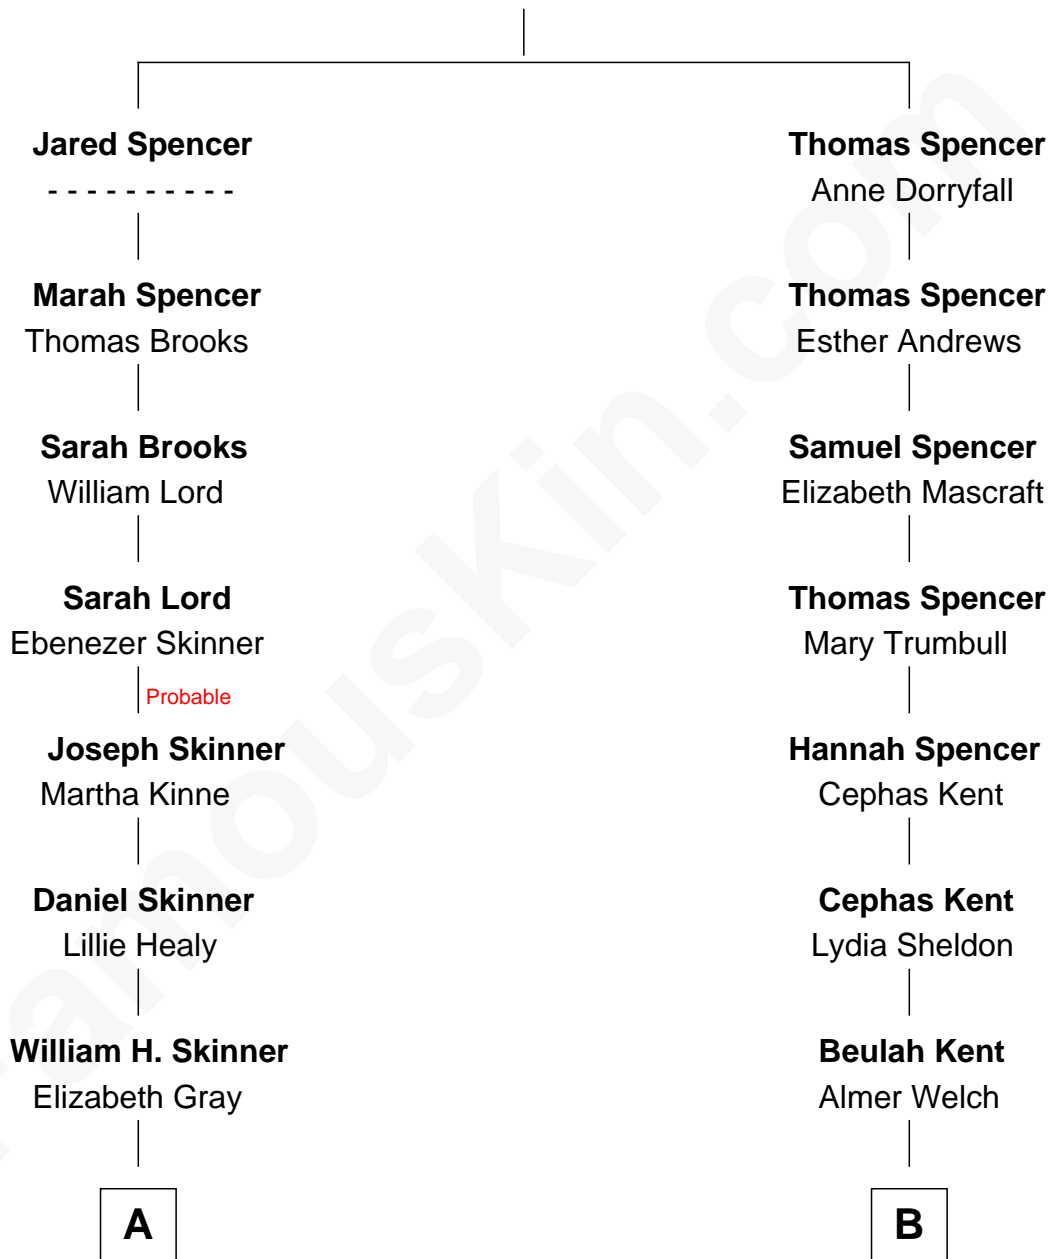 Jared Spencer
- - - - - - - - - -
Marah Spencer
Thomas Brooks
Sarah Brooks
William Lord
Sarah Lord
Ebenezer Skinner
Probable
Joseph Skinner
Martha Kinne
Daniel Skinner
Lillie Healy
William H. Skinner
Elizabeth Gray
A
Thomas Spencer
Anne Dorryfall
Thomas Spencer
Esther Andrews
Samuel Spencer
Elizabeth Mascraft
Thomas Spencer
Mary Trumbull
Hannah Spencer
Cephas Kent
Cephas Kent
Lydia Sheldon
Beulah Kent
Almer Welch
B
FamousKin.com